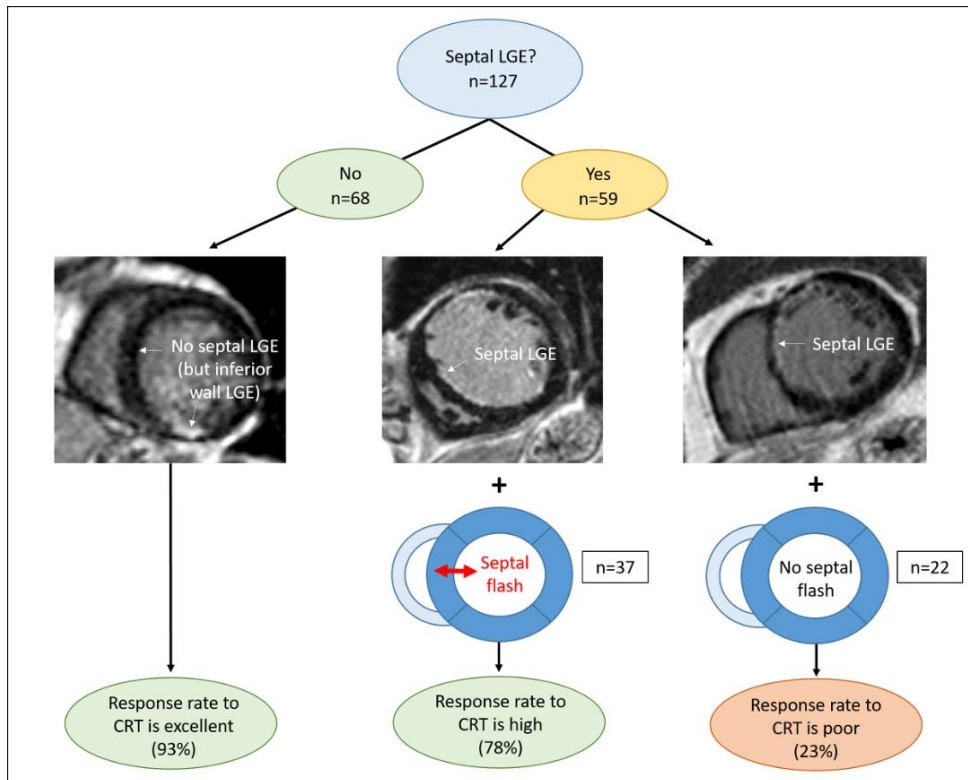 Septal LGE?
n=127
No
n=68
Yes
n=59
No septal LGE
(but inferior
wall LGE)
Septal LGE
Septal LGE
+
+
Septal
flash
n=37
No septal
flash
n=22
Response rate to
CRT is excellent
(93%)
Response rate to
CRT is high
(78%)
Response rate to
CRT is poor
(23%)